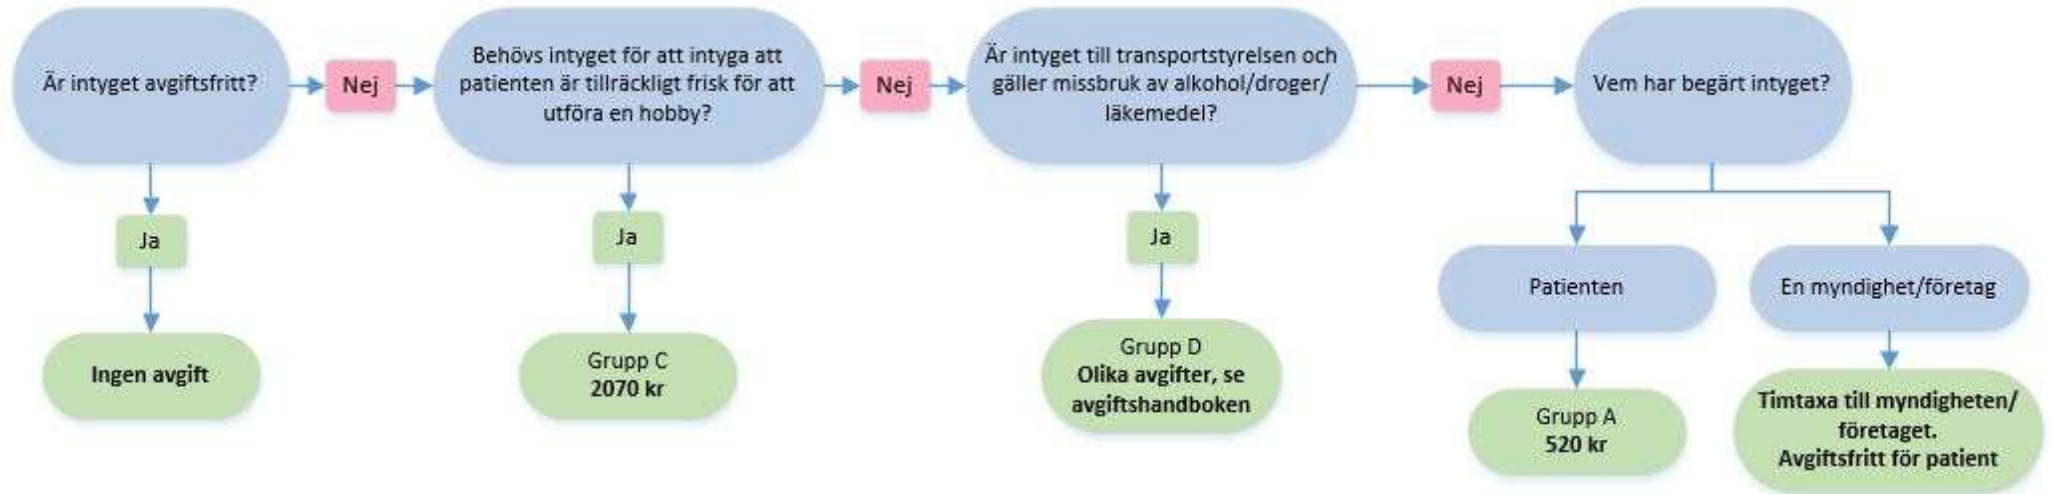 Är intyget avgiftsfritt?
Nej
Behövs intyget för att intyga att
patienten är tillräckligt frisk för att
utföra en hobby?
Nej
Är intyget till transportstyrelsen och
gäller missbruk av alkohol/droger/
läkemedel?
Nej
Vem har begärt intyget?
Ja
Ja
Ja
Patienten
En myndighet/företag
Ingen avgift
Grupp C
2070 kr
Grupp D
Olika avgifter, se
avgiftshandboken
Grupp A
520 kr
Timtaxa till myndigheten/
företaget.
Avgiftsfritt för patient